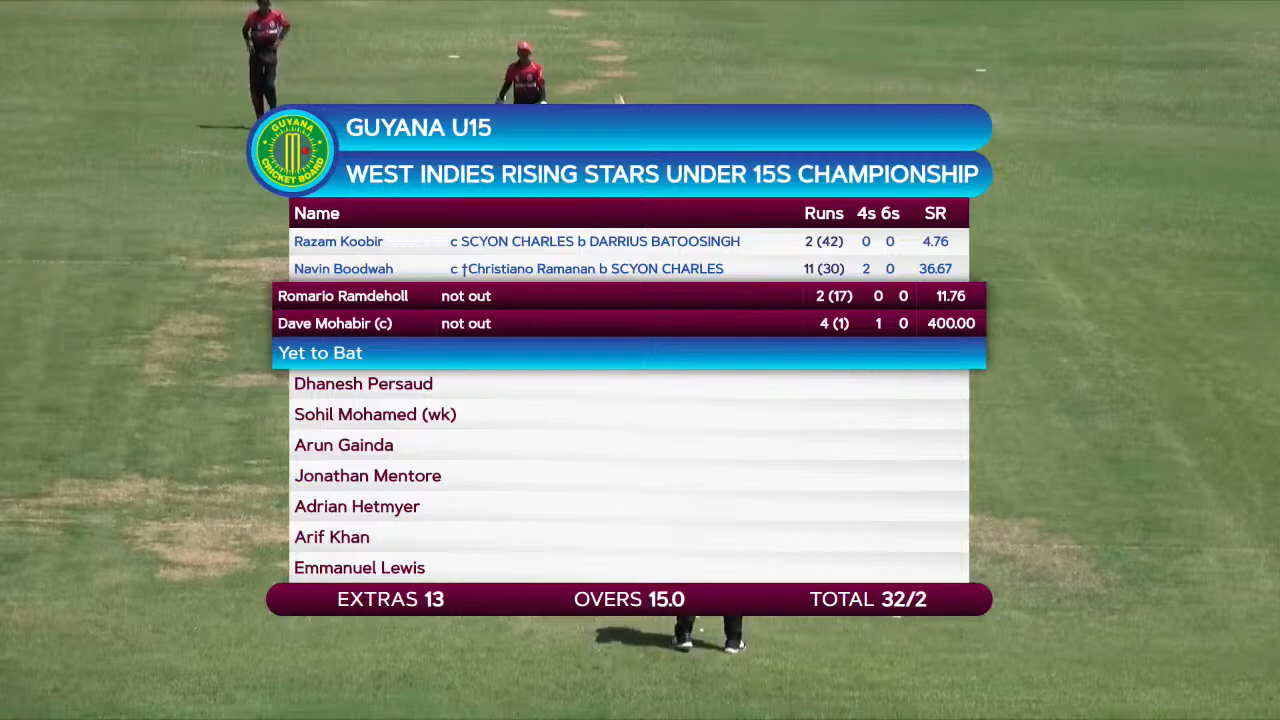 GUYANA
CRICKET BOARD
GUYANA U15
WEST INDIES RISING STARS UNDER 15S CHAMPIONSHIP
Name Runs 4s 6s SR
Razam Koobir c SCYON CHARLES b DARRIUS BATOOSINGH 2 (42) 0 0 4.76
Navin Boodwah c †Christiano Ramanan b SCYON CHARLES 11 (30) 2 0 36.67
Romario Ramdeholl not out 2 (17) 0 0 11.76
Dave Mohabir (c) not out 4 (1) 1 0 400.00
Yet to Bat
Dhanesh Persaud
Sohil Mohamed (wk)
Arun Gainda
Jonathan Mentore
Adrian Hetmyer
Arif Khan
Emmanuel Lewis
EXTRAS 13 OVERS 15.0 TOTAL 32/2